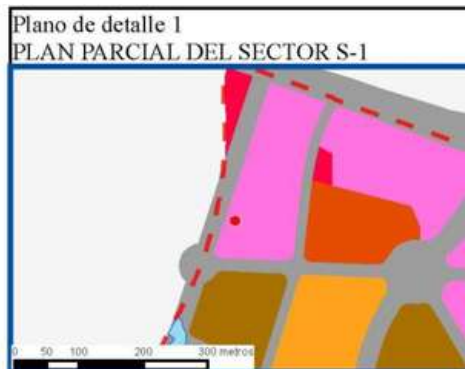 Plano de detalle 1
PLAN PARCIAL DEL SECTOR S-1
0 50 100 200 300 metros